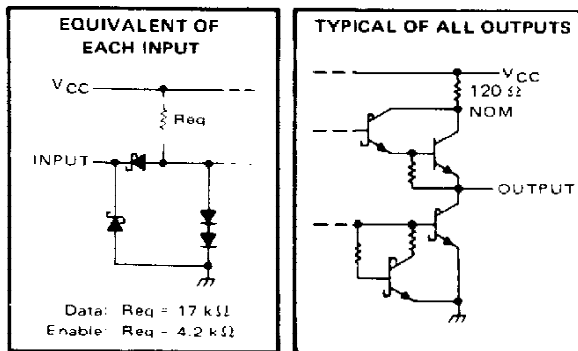 EQUIVALENT OF
EACH INPUT
VCC
Req
INPUT
Data: Req = 17 kΩ
Enable: Req = 4.2 kΩ
TYPICAL OF ALL OUTPUTS
VCC
120 Ω
NOM
OUTPUT